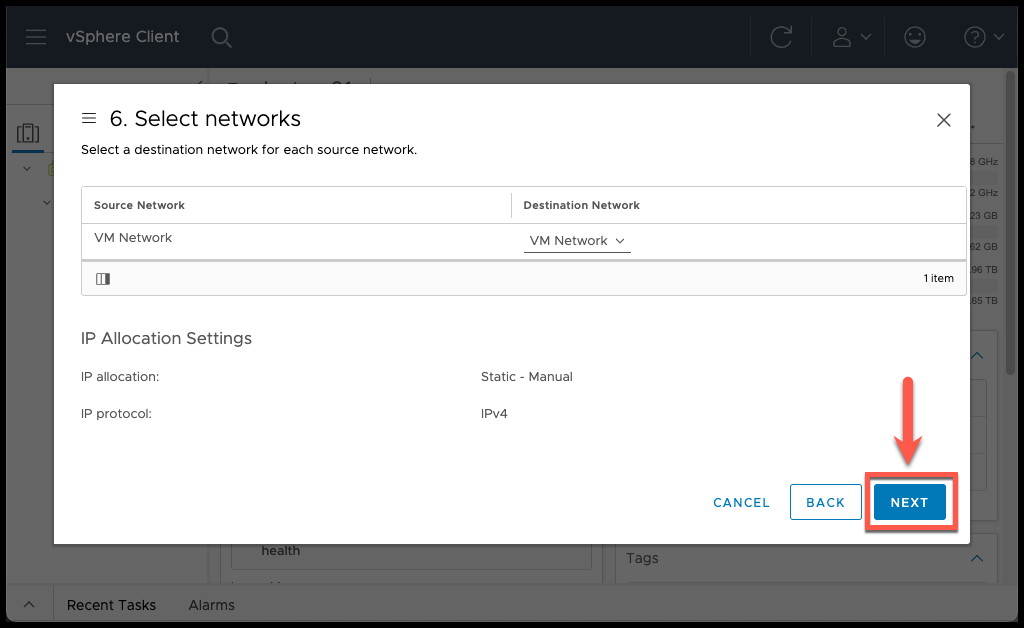 vSphere Client
6. Select networks
Select a destination network for each source network.
Source Network Destination Network
VM Network VM Network
1 item
IP Allocation Settings
IP allocation: Static - Manual
IP protocol: IPv4
CANCEL BACK NEXT
GHz
GHz
23 GB
62 GB
.96 TB
.65 TB
health
Tags
Recent Tasks Alarms